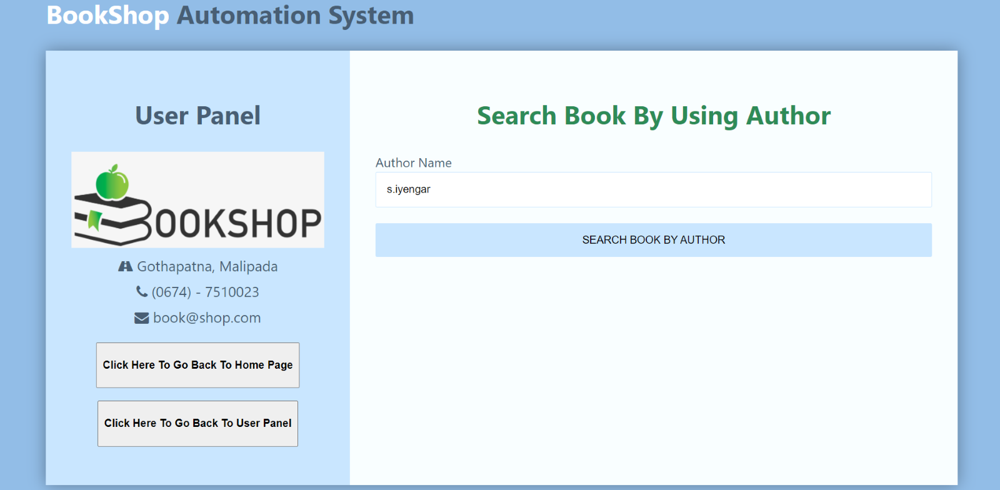 BookShop Automation System
User Panel
BOOKSHOP
Gothapatna, Malipada
(0674) - 7510023
book@shop.com
Click Here To Go Back To Home Page
Click Here To Go Back To User Panel
Search Book By Using Author
Author Name
s.iyengar
SEARCH BOOK BY AUTHOR